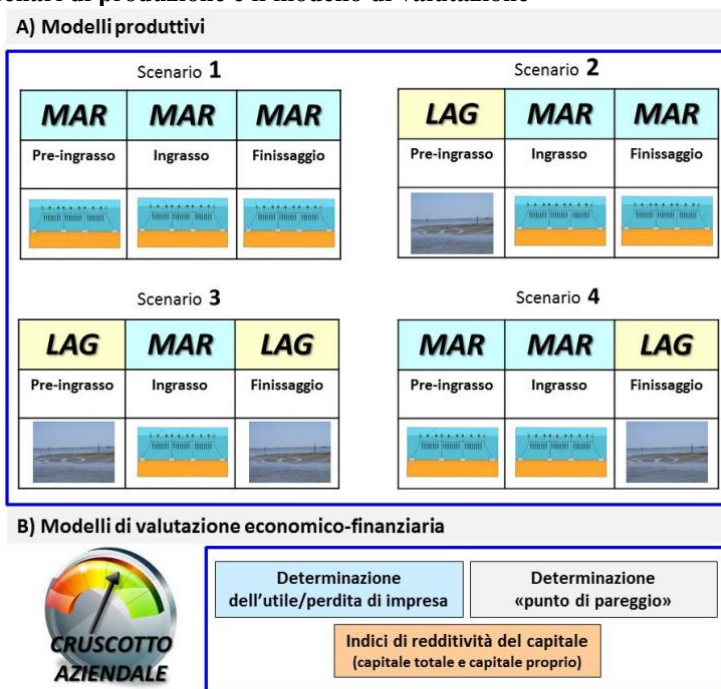 A) Modelli produttivi
Scenario 1
MAR MAR MAR
Pre-ingrasso Ingrasso Finissaggio
Scenario 2
LAG MAR MAR
Pre-ingrasso Ingrasso Finissaggio
Scenario 3
LAG MAR LAG
Pre-ingrasso Ingrasso Finissaggio
Scenario 4
MAR MAR LAG
Pre-ingrasso Ingrasso Finissaggio
B) Modelli di valutazione economico-finanziaria
CRUSCOTTO
AZIENDALE
Determinazione
dell'utile/perdita di impresa
Determinazione
«punto di pareggio»
Indici di redditività del capitale
(capitale totale e capitale proprio)